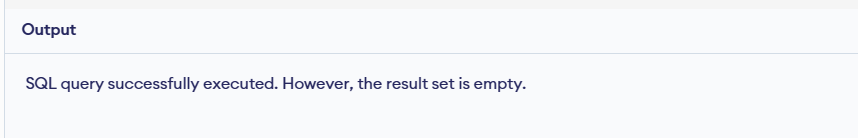 Output
SQL query successfully executed. However, the result set is empty.